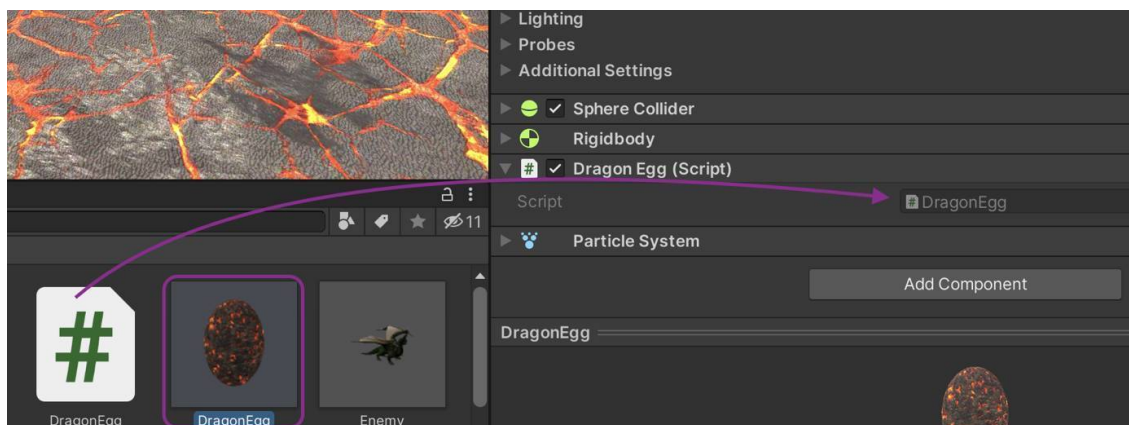 Lighting
Probes
Additional Settings
Sphere Collider
Rigidbody
# Dragon Egg (Script)
Script # DragonEgg
Particle System
Add Component
DragonEgg
11
#
DragonEgg DragonEgg Enemy